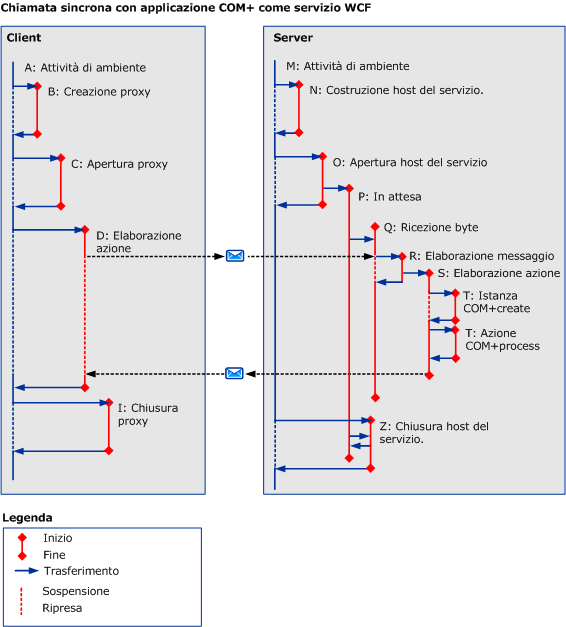 Chiamata sincrona con applicazione COM+ come servizio WCF
Client
A: Attività di ambiente
B: Creazione proxy
C: Apertura proxy
D: Elaborazione
azione
I: Chiusura
proxy
Server
M: Attività di ambiente
N: Costruzione host del servizio.
O: Apertura host del servizio
P: In attesa
Q: Ricezione byte
R: Elaborazione messaggio
S: Elaborazione azione
T: Istanza
COM+create
T: Azione
COM+process
Z: Chiusura host del
servizio.
Legenda
Inizio
Fine
Trasferimento
Sospensione
Ripresa